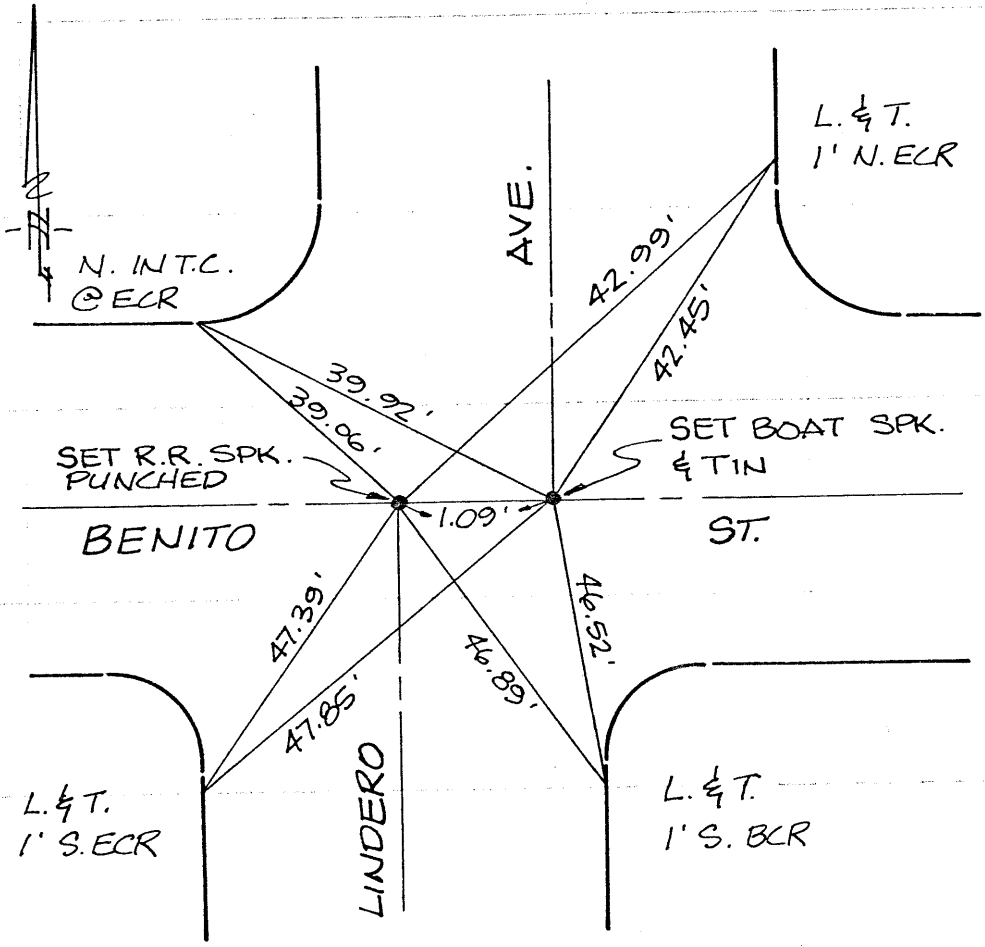 L. & T.
1' N. ECR
AVE.
N. IN T.C.
@ ECR
42.99'
42.45'
39.92'
39.06'
SET R.R. SPK.
PUNCHED
SET BOAT SPK.
& TIN
1.09'
BENITO
ST.
47.39'
46.52'
46.89'
47.85'
LINDERO
L. & T.
1' S. ECR
L. & T.
1' S. BCR